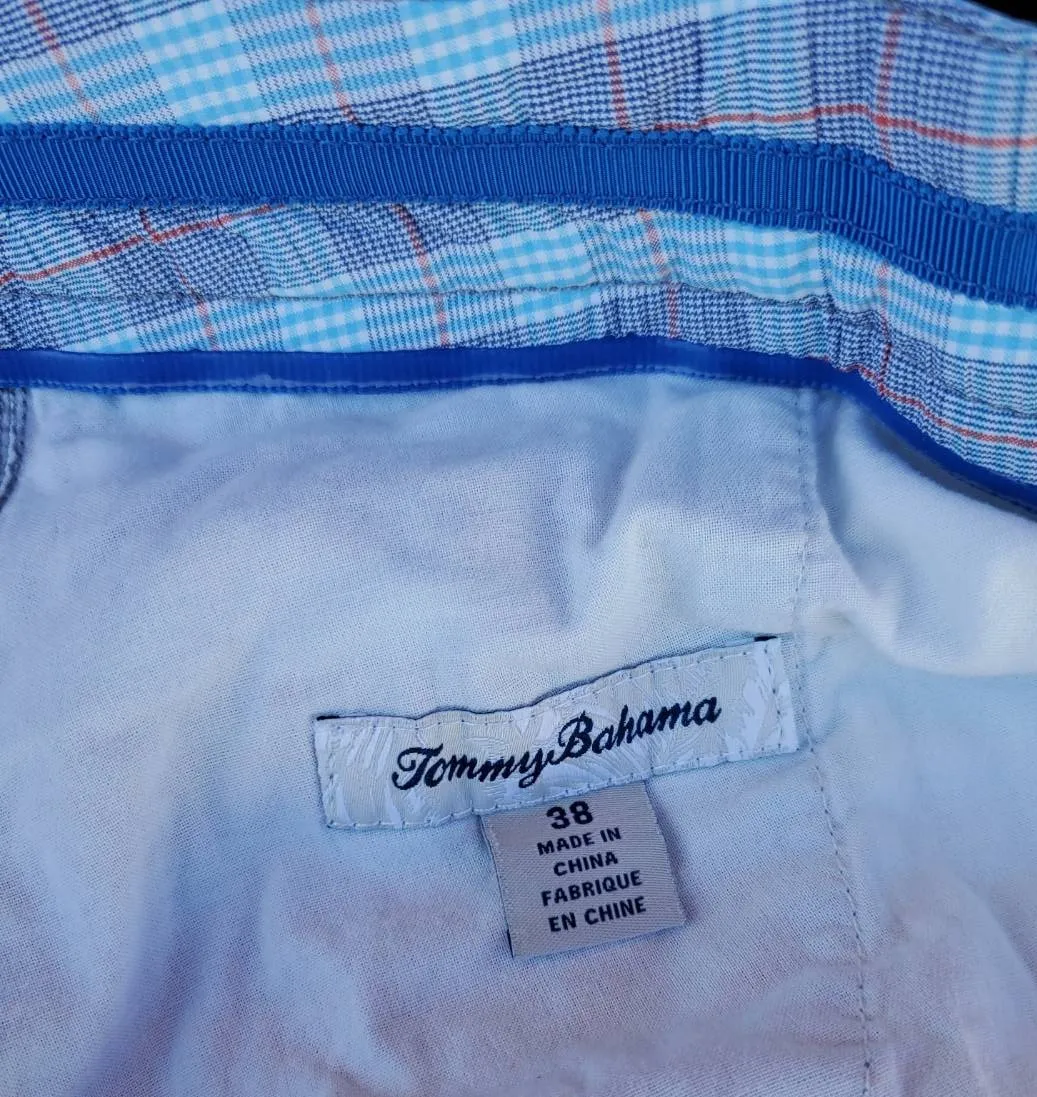 Tommy Bahama
38
MADE IN
CHINA
FABRIQUE
EN CHINE